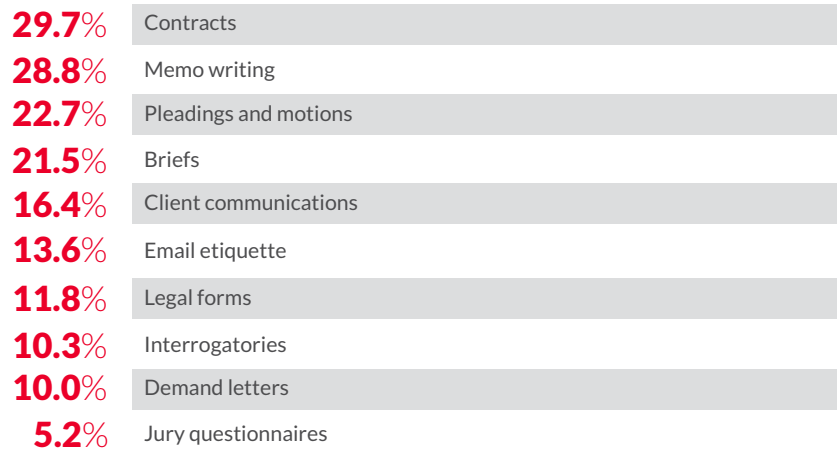 29.7% Contracts
28.8% Memo writing
22.7% Pleadings and motions
21.5% Briefs
16.4% Client communications
13.6% Email etiquette
11.8% Legal forms
10.3% Interrogatories
10.0% Demand letters
5.2% Jury questionnaires